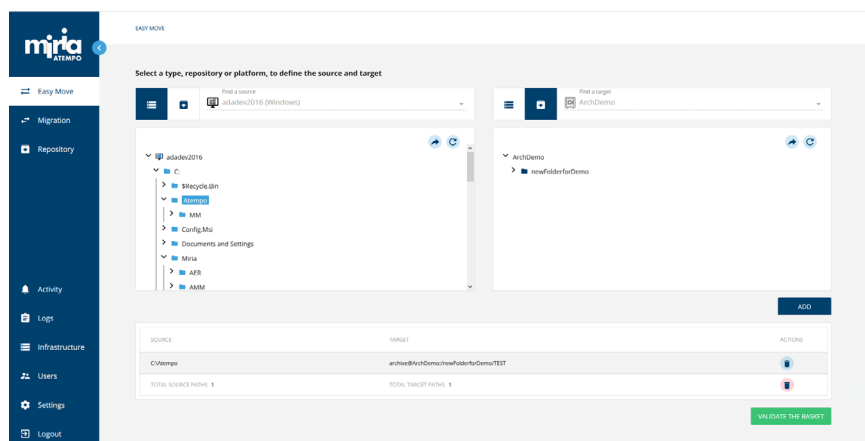 miria
ATEMPO
Easy Move
Migration
Repository
Activity
Logs
Infrastructure
Users
Settings
Logout
EASY MOVE
Select a type, repository or platform, to define the source and target
Find a source
adadev2016 (Windows)
Find a target
ArchDemo
adadev2016
C:
$Recycle.Bin
Atempo
MM
Config.Msi
Documents and Settings
Miria
AER
AMM
ArchDemo
newFolderforDemo
ADD
SOURCE TARGET ACTIONS
C:\Atempo archive@ArchDemo:/newFolderforDemo/TEST
TOTAL SOURCE PATHS 1 TOTAL TARGET PATHS 1
VALIDATE THE BASKET